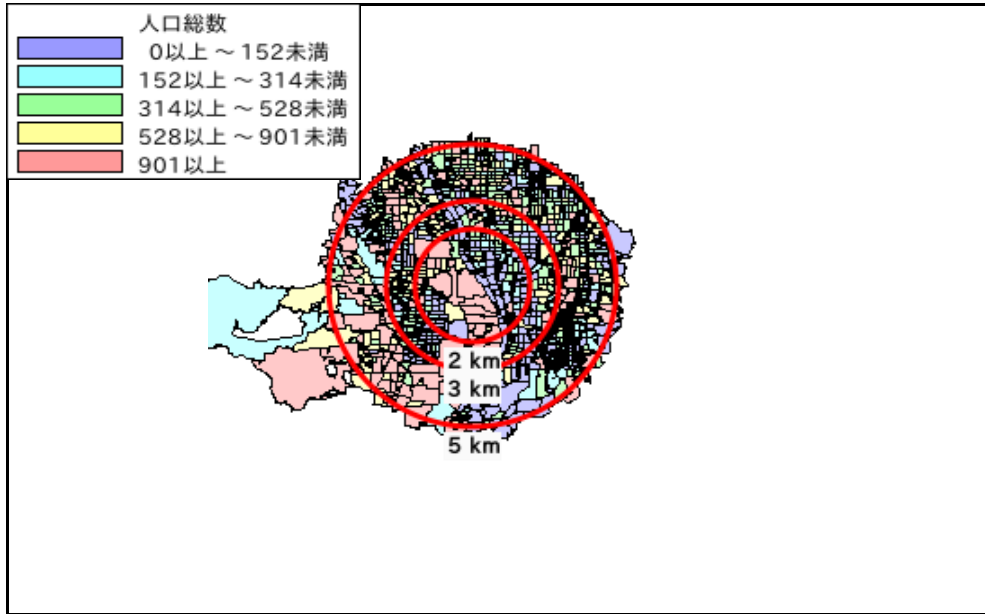 人口総数
0以上 ～ 152未満
152以上 ～ 314未満
314以上 ～ 528未満
528以上 ～ 901未満
901以上
2 km
3 km
5 km